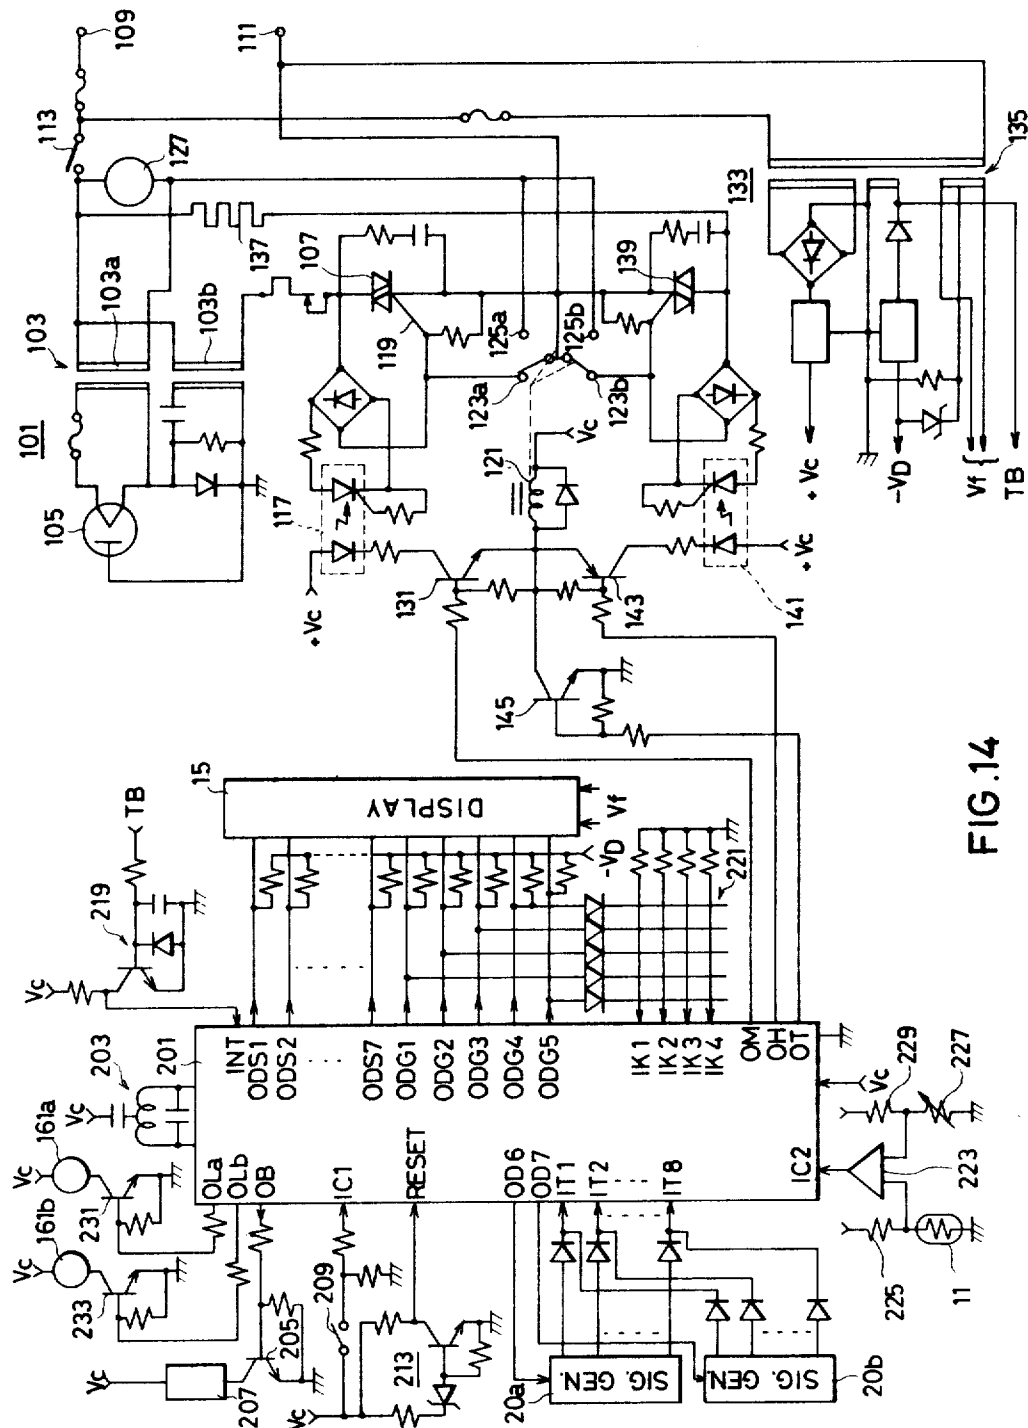 109
111
113
127
103
103a
103b
101
105
137
107
119
117
+Vc
125a
125b
123a
123b
121
Vc
139
133
135
+Vc
-VD
Vf {
TB
131
143
141
+Vc
145
15
DISPLAY
Vf
-VD
221
TB
219
Vc
203
201
Vc
161a
Vc
161b
Vc
231
233
INT
ODS1
ODS2
ODS7
ODG1
ODG2
ODG3
ODG4
ODG5
IK1
IK2
IK3
IK4
OM
OH
OT
OLa
OLb
OB
IC1
RESET
OD6
OD7
IT1
IT2
IT8
IC2
Vc
229
227
223
225
11
205
207
Vc
209
213
Vc
SIG. GEN.
20a
SIG. GEN.
20b
FIG.14